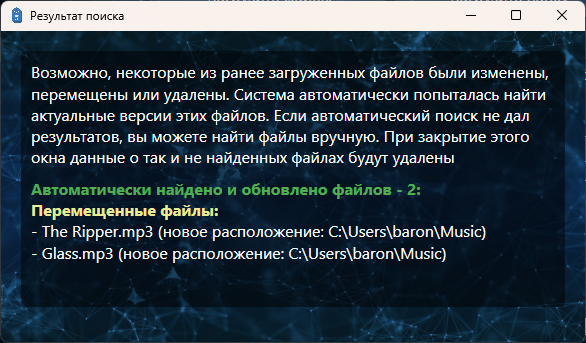 Результат поиска
Возможно, некоторые из ранее загруженных файлов были изменены,
перемещены или удалены. Система автоматически попыталась найти
актуальные версии этих файлов. Если автоматический поиск не дал
результатов, вы можете найти файлы вручную. При закрытие этого
окна данные о так и не найденных файлах будут удалены
Автоматически найдено и обновлено файлов - 2:
Перемещенные файлы:
- The Ripper.mp3 (новое расположение: C:\Users\baron\Music)
- Glass.mp3 (новое расположение: C:\Users\baron\Music)